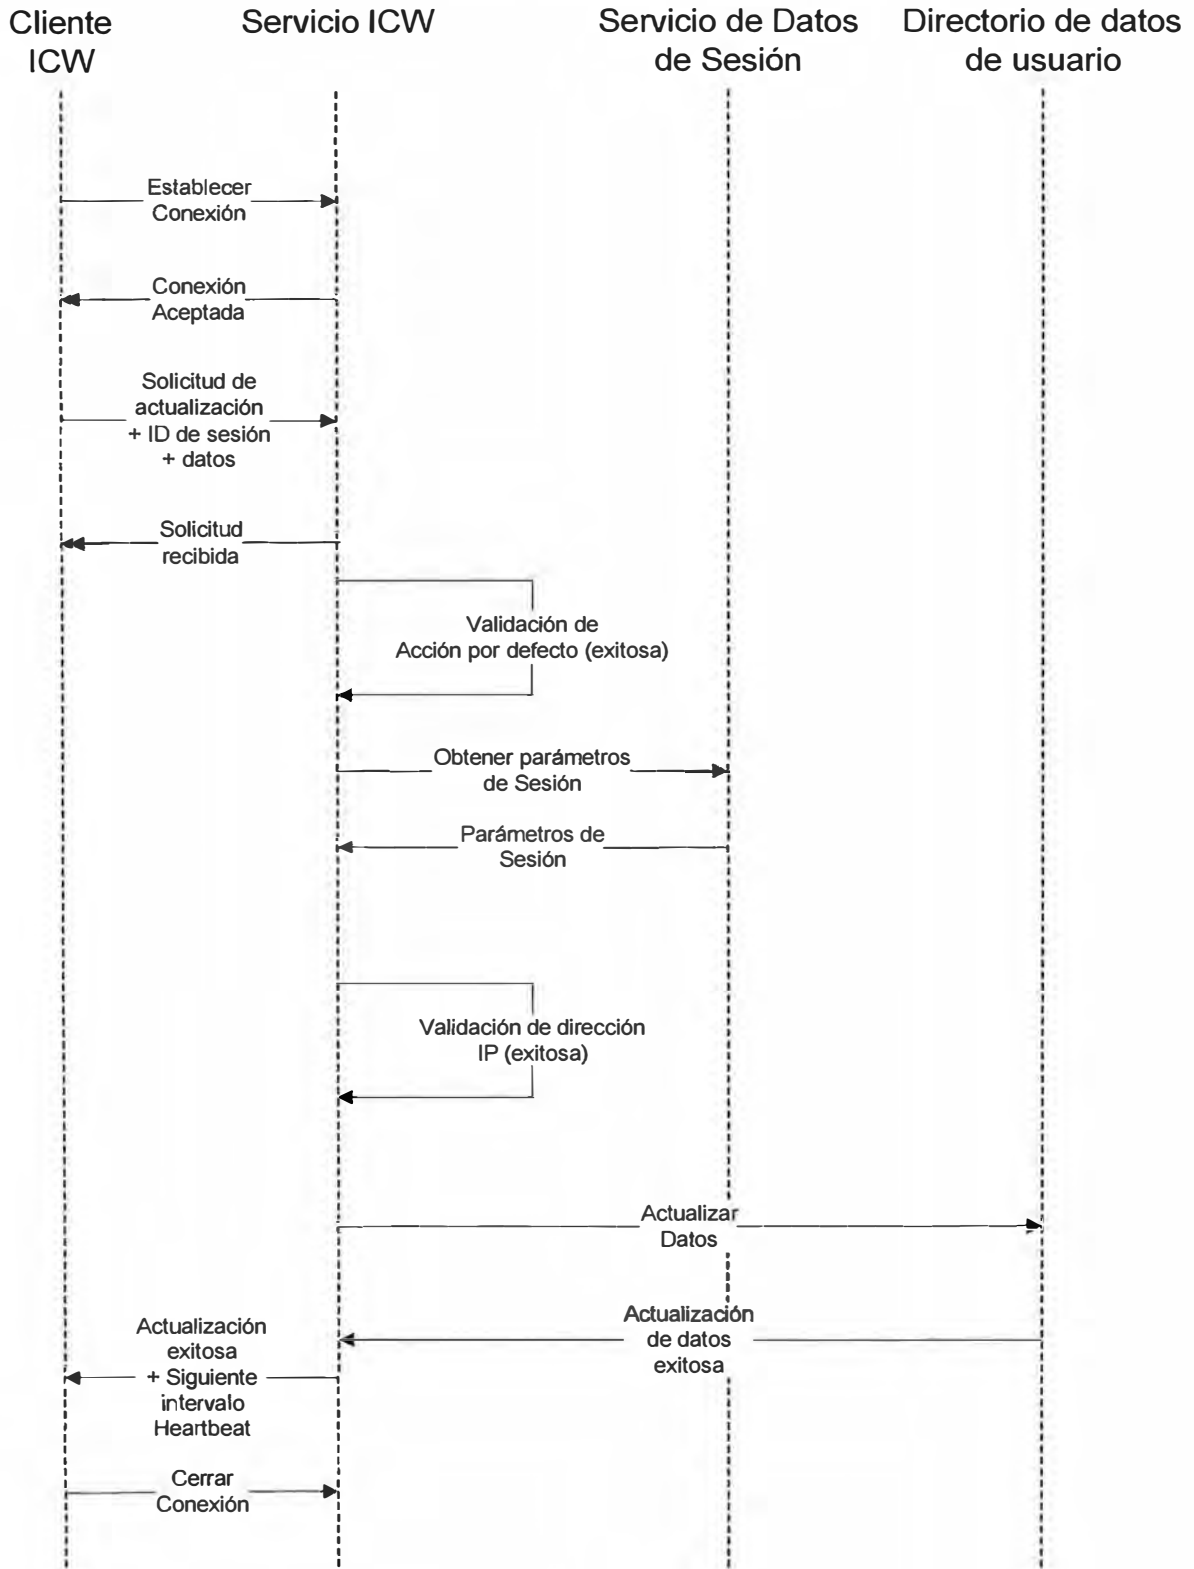 Cliente
ICW
Servicio ICW
Servicio de Datos
de Sesión
Directorio de datos
de usuario
Establecer
Conexión
Conexión
Aceptada
Solicitud de
actualización
+ ID de sesión
+ datos
Solicitud
recibida
Validación de
Acción por defecto (exitosa)
Obtener parámetros
de Sesión
Parámetros de
Sesión
Validación de dirección
IP (exitosa)
Actualizar
Datos
Actualización
de datos
exitosa
Actualización
exitosa
+ Siguiente
intervalo
Heartbeat
Cerrar
Conexión